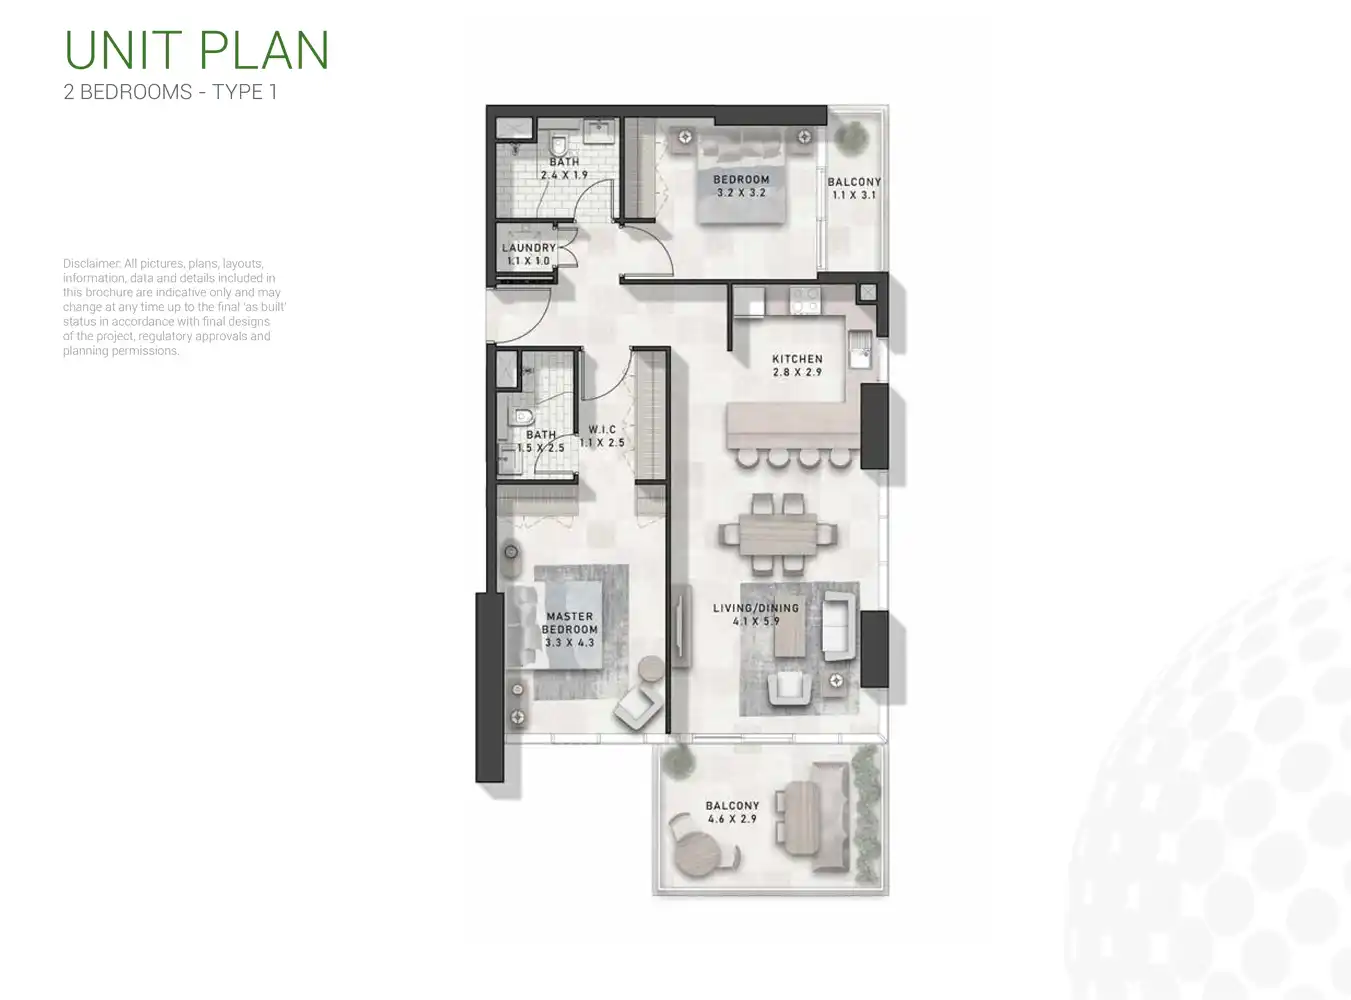 UNIT PLAN
2 BEDROOMS - TYPE 1
Disclaimer: All pictures, plans, layouts,
information, data and details included in
this brochure are indicative only and may
change at any time up to the final 'as built'
status in accordance with final designs
of the project, regulatory approvals and
planning permissions.
BATH
2.4 X 1.9
BEDROOM
3.2 X 3.2
BALCONY
1.1 X 3.1
LAUNDRY
1.1 X 1.0
KITCHEN
2.8 X 2.9
BATH
1.5 X 2.5
W.I.C
1.1 X 2.5
MASTER
BEDROOM
3.3 X 4.3
LIVING/DINING
4.1 X 5.9
BALCONY
4.6 X 2.9